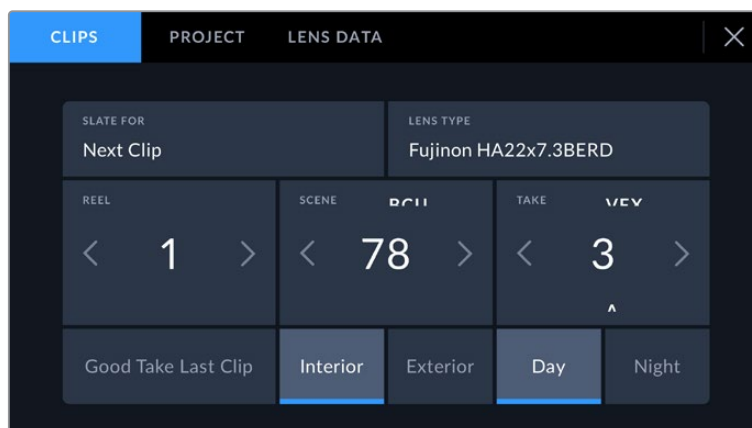 CLIPS PROJECT LENS DATA
SLATE FOR LENS TYPE
Next Clip Fujinon HA22x7.3BERD
REEL SCENE TAKE
1 78 3
Good Take Last Clip Interior Exterior Day Night